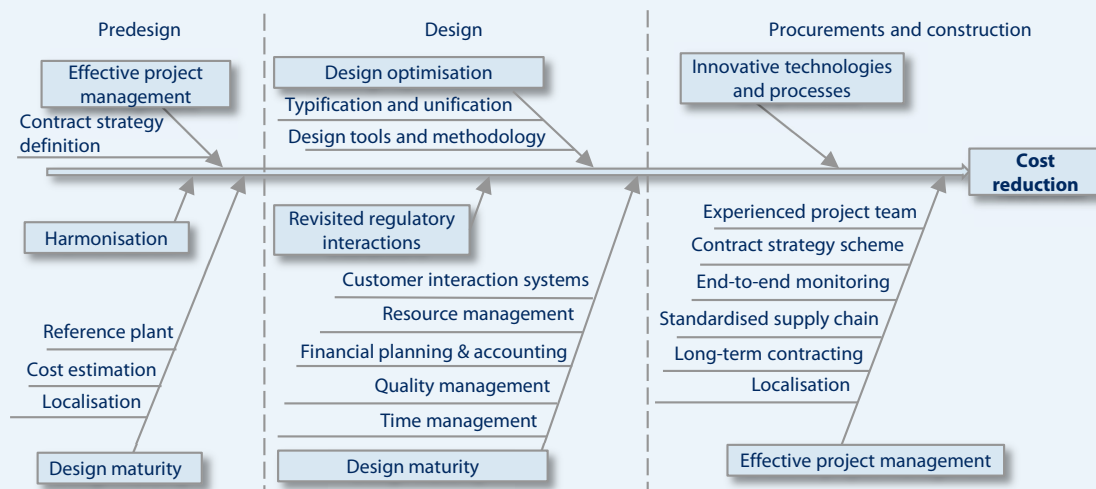 Predesign
Effective project
management
Contract strategy
definition
Harmonisation
Reference plant
Cost estimation
Localisation
Design maturity
Design
Design optimisation
Typification and unification
Design tools and methodology
Revisited regulatory
interactions
Customer interaction systems
Resource management
Financial planning & accounting
Quality management
Time management
Design maturity
Procurements and construction
Innovative technologies
and processes
Cost
reduction
Experienced project team
Contract strategy scheme
End-to-end monitoring
Standardised supply chain
Long-term contracting
Localisation
Effective project management